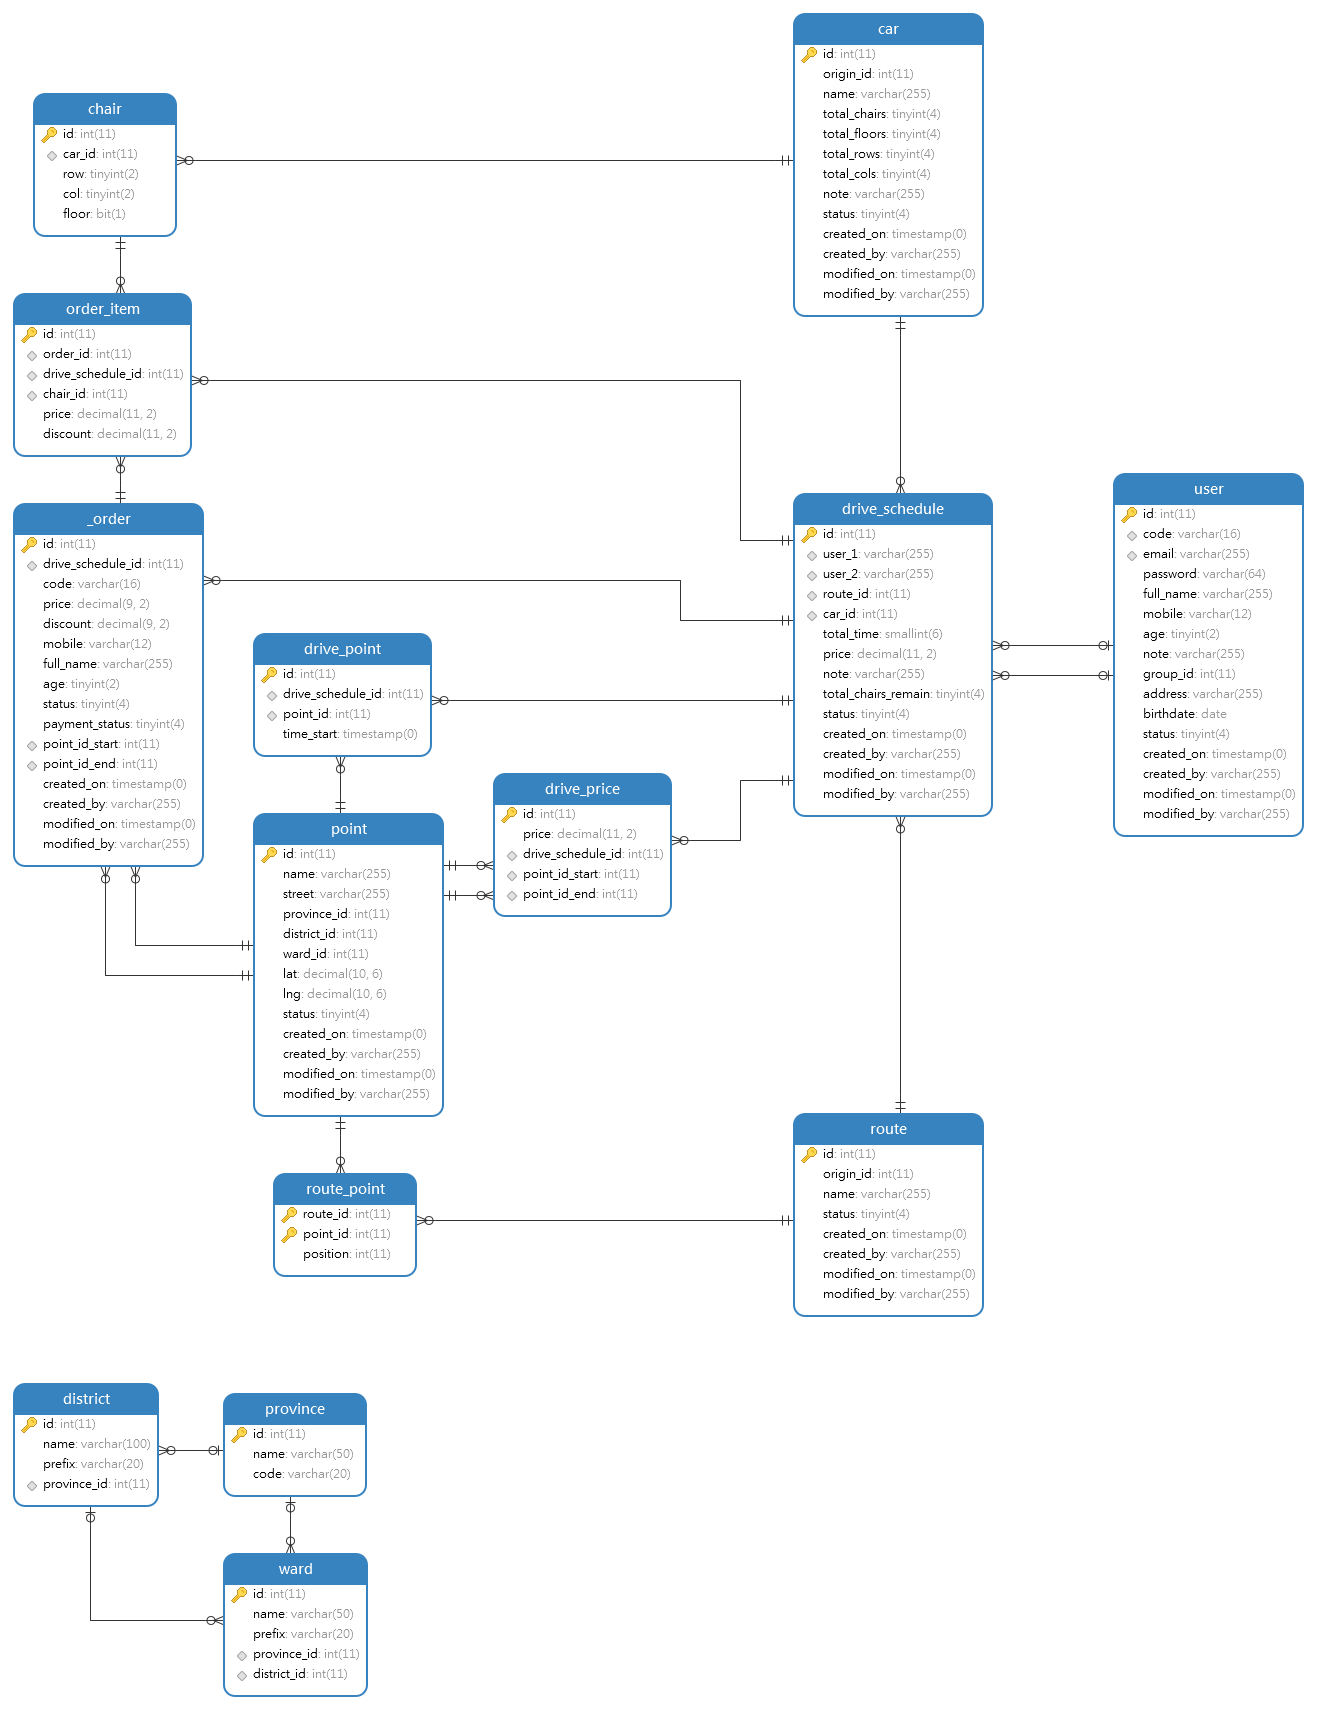 car
id: int(11)
origin_id: int(11)
name: varchar(255)
total_chairs: tinyint(4)
total_floors: tinyint(4)
total_rows: tinyint(4)
total_cols: tinyint(4)
note: varchar(255)
status: tinyint(4)
created_on: timestamp(0)
created_by: varchar(255)
modified_on: timestamp(0)
modified_by: varchar(255)
chair
id: int(11)
car_id: int(11)
row: tinyint(2)
col: tinyint(2)
floor: bit(1)
order_item
id: int(11)
order_id: int(11)
drive_schedule_id: int(11)
chair_id: int(11)
price: decimal(11, 2)
discount: decimal(11, 2)
_order
id: int(11)
drive_schedule_id: int(11)
code: varchar(16)
price: decimal(9, 2)
discount: decimal(9, 2)
mobile: varchar(12)
full_name: varchar(255)
age: tinyint(2)
status: tinyint(4)
payment_status: tinyint(4)
point_id_start: int(11)
point_id_end: int(11)
created_on: timestamp(0)
created_by: varchar(255)
modified_on: timestamp(0)
modified_by: varchar(255)
drive_schedule
id: int(11)
user_1: varchar(255)
user_2: varchar(255)
route_id: int(11)
car_id: int(11)
total_time: smallint(6)
price: decimal(11, 2)
note: varchar(255)
total_chairs_remain: tinyint(4)
status: tinyint(4)
created_on: timestamp(0)
created_by: varchar(255)
modified_on: timestamp(0)
modified_by: varchar(255)
user
id: int(11)
code: varchar(16)
email: varchar(255)
password: varchar(64)
full_name: varchar(255)
mobile: varchar(12)
age: tinyint(2)
note: varchar(255)
group_id: int(11)
address: varchar(255)
birthdate: date
status: tinyint(4)
created_on: timestamp(0)
created_by: varchar(255)
modified_on: timestamp(0)
modified_by: varchar(255)
drive_point
id: int(11)
drive_schedule_id: int(11)
point_id: int(11)
time_start: timestamp(0)
drive_price
id: int(11)
price: decimal(11, 2)
drive_schedule_id: int(11)
point_id_start: int(11)
point_id_end: int(11)
point
id: int(11)
name: varchar(255)
street: varchar(255)
province_id: int(11)
district_id: int(11)
ward_id: int(11)
lat: decimal(10, 6)
lng: decimal(10, 6)
status: tinyint(4)
created_on: timestamp(0)
created_by: varchar(255)
modified_on: timestamp(0)
modified_by: varchar(255)
route_point
route_id: int(11)
point_id: int(11)
position: int(11)
route
id: int(11)
origin_id: int(11)
name: varchar(255)
status: tinyint(4)
created_on: timestamp(0)
created_by: varchar(255)
modified_on: timestamp(0)
modified_by: varchar(255)
district
id: int(11)
name: varchar(100)
prefix: varchar(20)
province_id: int(11)
province
id: int(11)
name: varchar(50)
code: varchar(20)
ward
id: int(11)
name: varchar(50)
prefix: varchar(20)
province_id: int(11)
district_id: int(11)